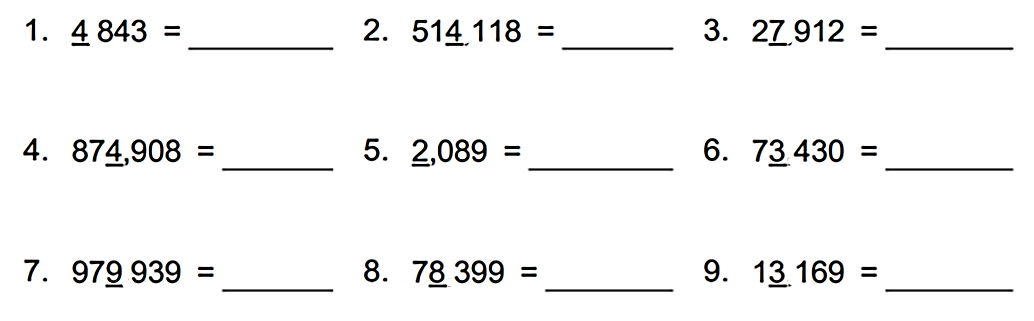 1. 4 843 = ________ 2. 514,118 = ______ 3. 27,912 = _______
4. 874,908 = ______ 5. 2,089 = ________ 6. 73 430 = _______
7. 979 939 = ______ 8. 78 399 = _______ 9. 13,169 = _______